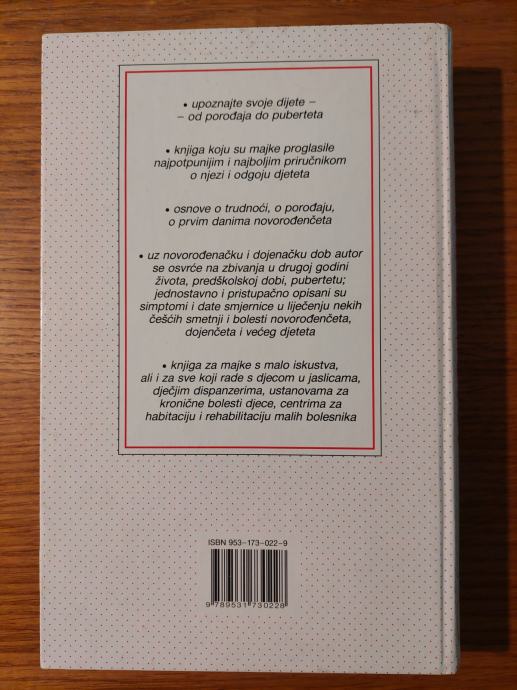 • upoznajte svoje dijete –
– od porođaja do puberteta
• knjiga koju su majke proglasile
najpotpunijim i najboljim priručnikom
o njezi i odgoju djeteta
• osnove o trudnoći, o porođaju,
o prvim danima novorođenčeta
• uz novorođenačku i dojenačku dob autor
se osvrće na zbivanja u drugoj godini
života, predškolskoj dobi, pubertetu;
jednostavno i pristupačno opisani su
simptomi i date smjernice u liječenju nekih
češćih smetnji i bolesti novorođenčeta,
dojenčeta i većeg djeteta
• knjiga za majke s malo iskustva,
ali i za sve koji rade s djecom u jaslicama,
dječjim dispanzerima, ustanovama za
kronične bolesti djece, centrima za
habitaciju i rehabilitaciju malih bolesnika
ISBN 953–173–022–9
9 789531 730228